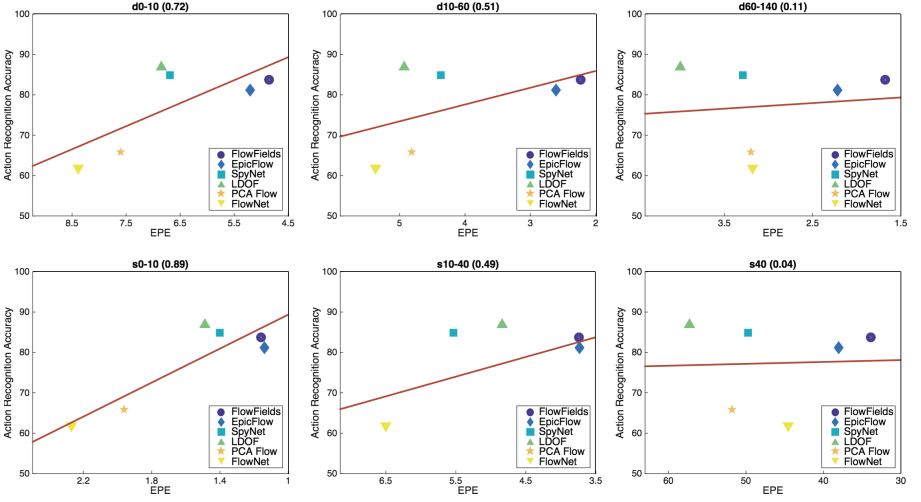 d0-10 (0.72)
Action Recognition Accuracy
100
90
80
70
60
50
8.5 7.5 6.5 5.5 4.5
EPE
FlowFields
EpicFlow
SpyNet
LDOF
PCA Flow
FlowNet
d10-60 (0.51)
Action Recognition Accuracy
100
90
80
70
60
50
5 4 3 2
EPE
FlowFields
EpicFlow
SpyNet
LDOF
PCA Flow
FlowNet
d60-140 (0.11)
Action Recognition Accuracy
100
90
80
70
60
50
3.5 2.5 1.5
EPE
FlowFields
EpicFlow
SpyNet
LDOF
PCA Flow
FlowNet
s0-10 (0.89)
Action Recognition Accuracy
100
90
80
70
60
50
2.2 1.8 1.4 1
EPE
FlowFields
EpicFlow
SpyNet
LDOF
PCA Flow
FlowNet
s10-40 (0.49)
Action Recognition Accuracy
100
90
80
70
60
50
6.5 5.5 4.5 3.5
EPE
FlowFields
EpicFlow
SpyNet
LDOF
PCA Flow
FlowNet
s40 (0.04)
Action Recognition Accuracy
100
90
80
70
60
50
60 50 40 30
EPE
FlowFields
EpicFlow
SpyNet
LDOF
PCA Flow
FlowNet